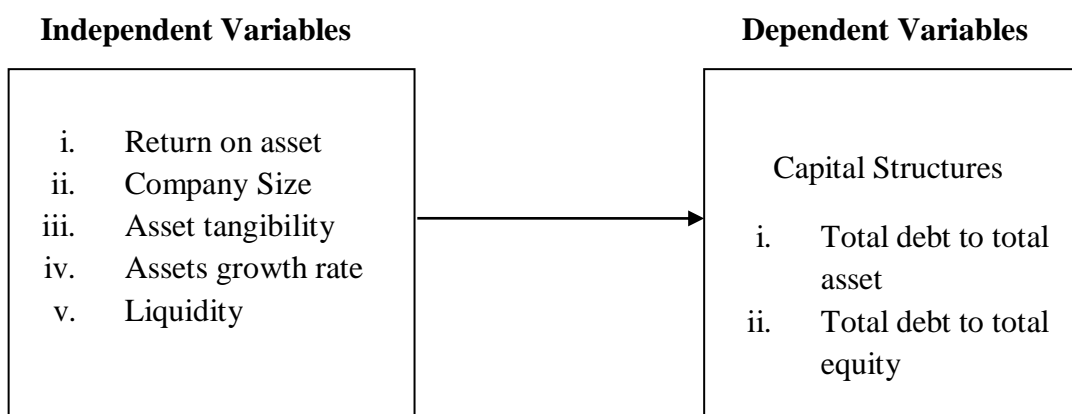 Independent Variables
i. Return on asset
ii. Company Size
iii. Asset tangibility
iv. Assets growth rate
v. Liquidity
Dependent Variables
Capital Structures
i. Total debt to total
asset
ii. Total debt to total
equity